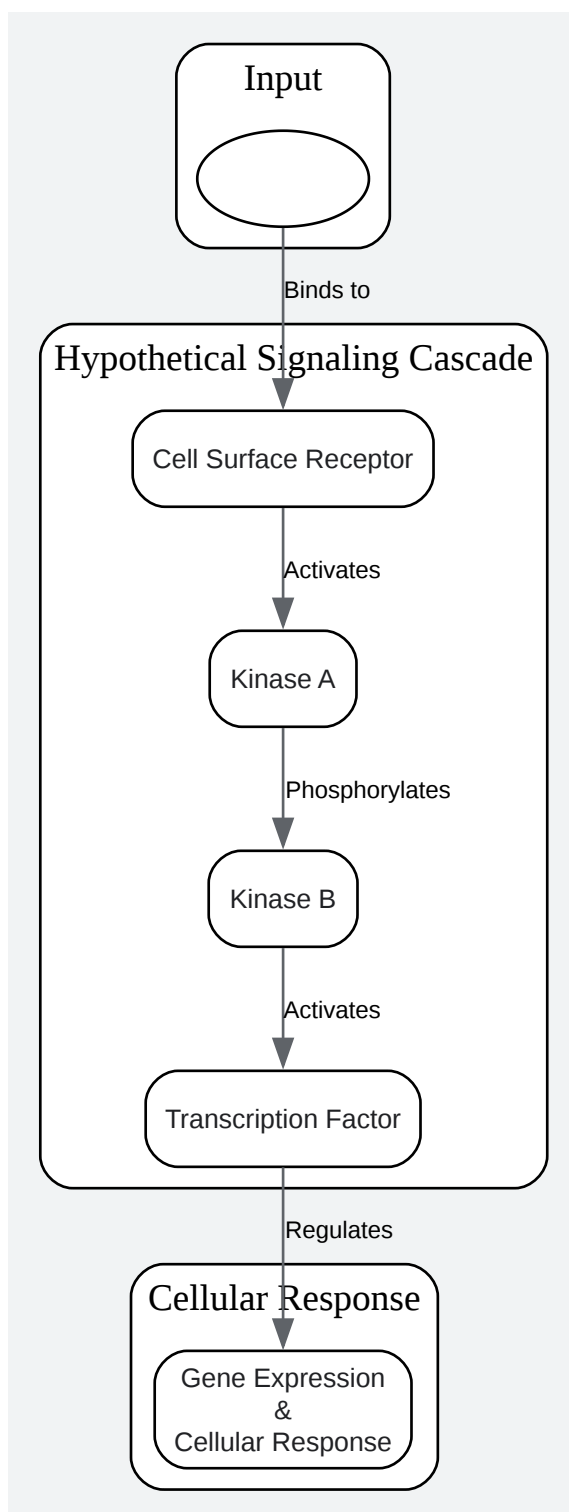 Input
Binds to
Hypothetical Signaling Cascade
Cell Surface Receptor
Activates
Kinase A
Phosphorylates
Kinase B
Activates
Transcription Factor
Regulates
Cellular Response
Gene Expression
&
Cellular Response